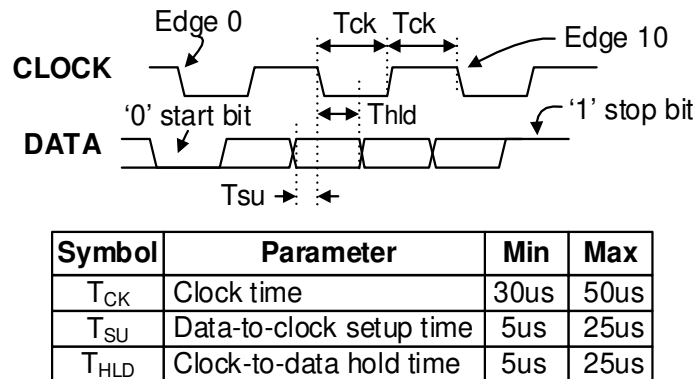 Edge 0
Tck Tck
Edge 10
CLOCK
'0' start bit
Thld
'1' stop bit
DATA
Tsu
Symbol Parameter Min Max
TCK Clock time 30us 50us
TSU Data-to-clock setup time 5us 25us
THLD Clock-to-data hold time 5us 25us